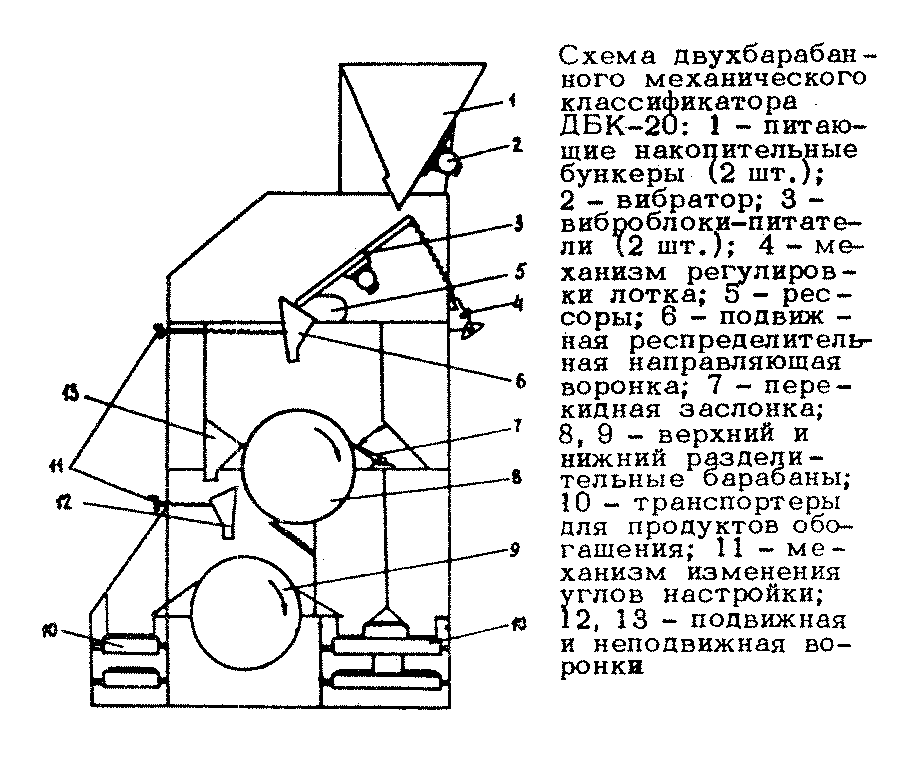 Схема двухбарабан-
ного механического
классификатора
ДБК-20: 1 - питаю-
щие накопительные
бункеры (2 шт.);
2 - вибратор; 3 -
виброблоки-питате-
ли (2 шт.); 4 - ме-
ханизм регулиров-
ки лотка; 5 - рес-
соры; 6 - подвиж-
ная распределитель-
ная направляющая
воронка; 7 - пере-
кидная заслонка;
8, 9 - верхний и
нижний раздели-
тельные барабаны;
10 - транспортеры
для продуктов обо-
гашения; 11 - ме-
ханизм изменения
углов настройки;
12, 13 - подвижная
и неподвижная во-
ронки
1
2
3
5
4
6
13
7
11
8
12
9
10
10